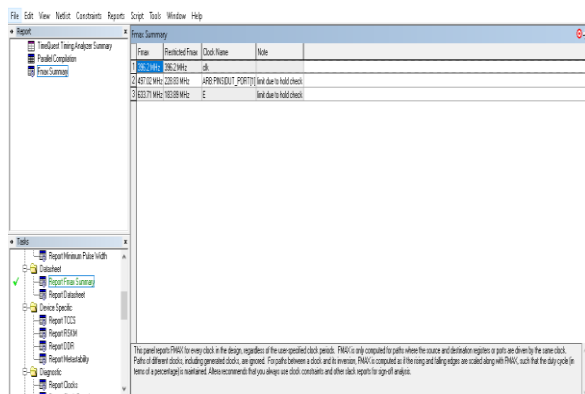 File Edit View Netlist Constraints Reports Script Tools Window Help
Report
TimeQuest Timing Analyzer Summary
Parallel Compilation
Fmax Summary
Fmax Summary
Fmax Restricted Fmax Clock Name Note
1 396.2 MHz 396.2 MHz clk
2 497.02 MHz 228.83 MHz ARB:PINS|OUT_PORT[1] limit due to hold check
3 633.71 MHz 183.89 MHz E limit due to hold check
Tasks
Report Minimum Pulse Width
Datasheet
Report Fmax Summary
Report Datasheet
Device Specific
Report TCCS
Report RSKM
Report DDR
Report Metastability
Diagnostic
Report Clocks
This panel reports FMAX for every clock in the design, regardless of the user-specified clock periods. FMAX is only computed for paths where the source and destination registers or ports are driven by the same clock.
Paths of different clocks, including generated clocks, are ignored. For paths between a clock and its inversion, FMAX is computed as if the rising and falling edges are scaled along with FMAX, such that the duty cycle (in
terms of a percentage) is maintained. Altera recommends that you always use clock constraints and other slack reports for sign-off analysis.